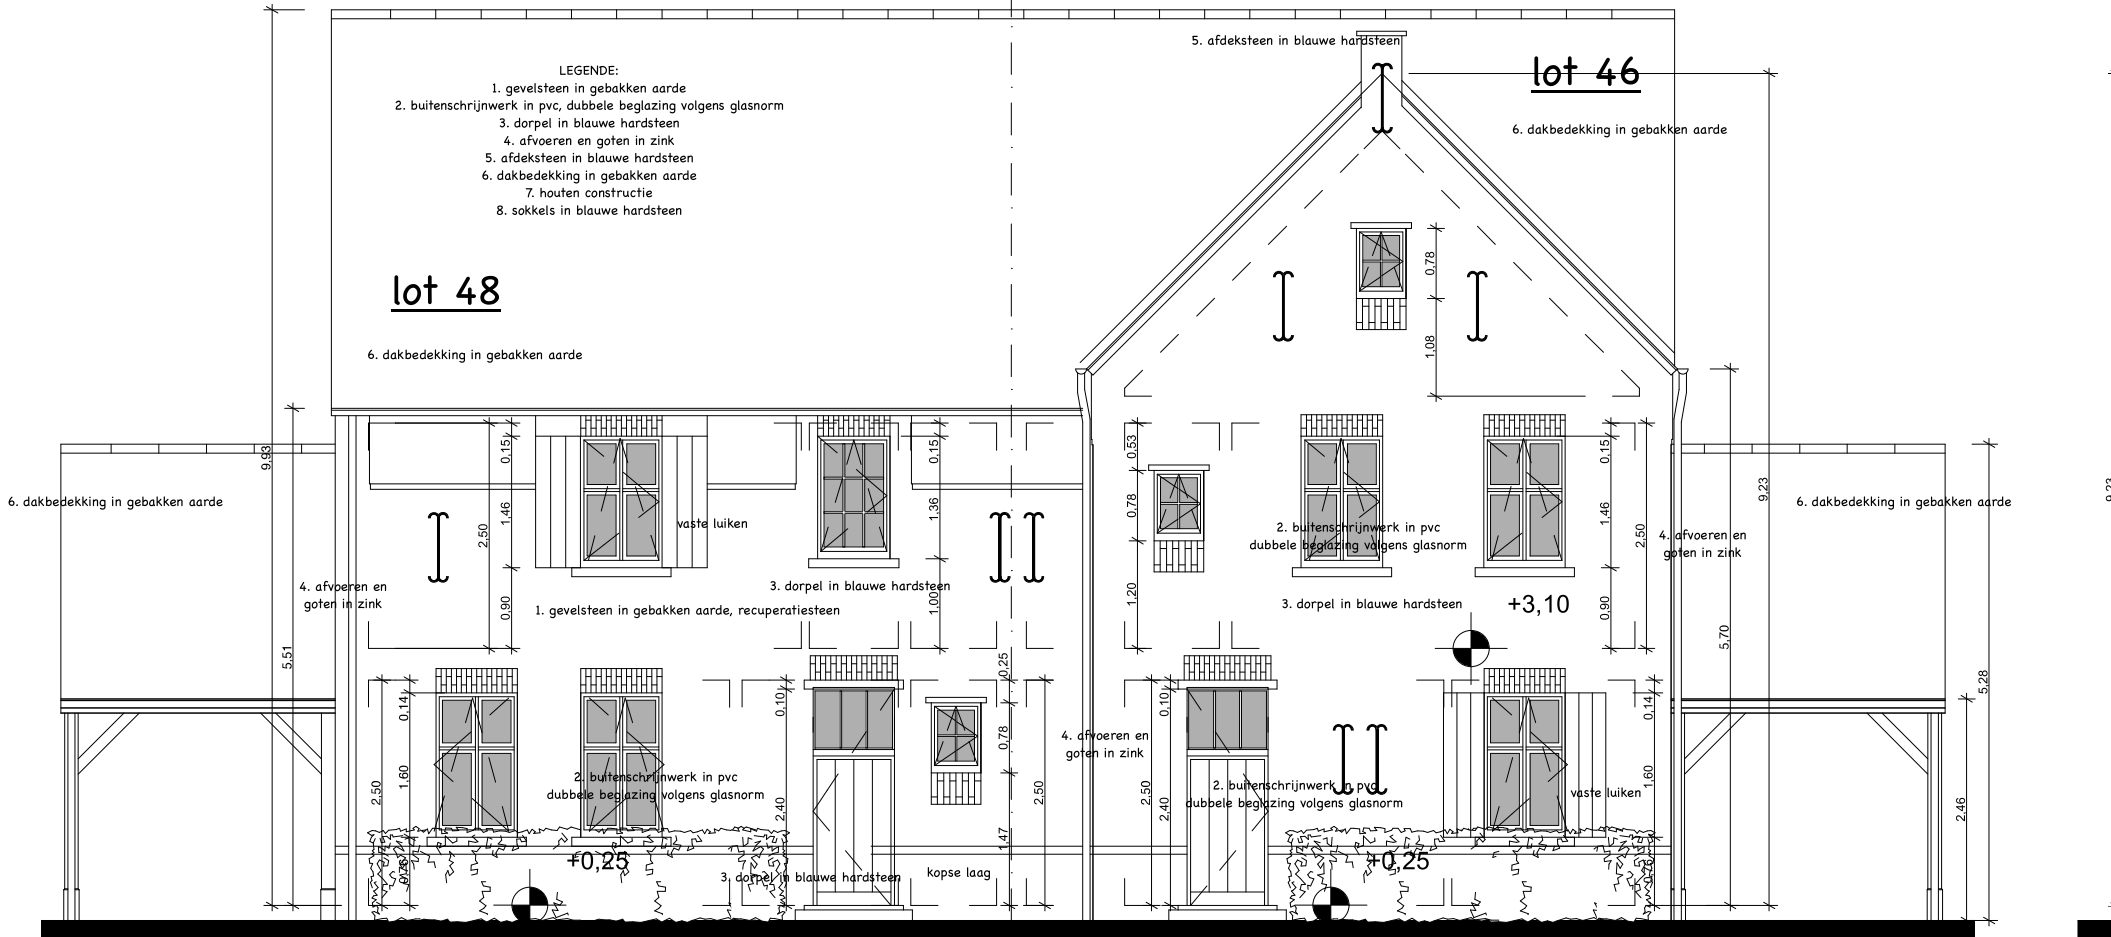 5. afdeksteen in blauwe hardsteen
lot 46
LEGENDE:
1. gevelsteen in gebakken aarde
2. buitenschrijnwerk in pvc, dubbele beglazing volgens glasnorm
3. dorpel in blauwe hardsteen
4. afvoeren en goten in zink
5. afdeksteen in blauwe hardsteen
6. dakbedekking in gebakken aarde
7. houten constructie
8. sokkels in blauwe hardsteen
6. dakbedekking in gebakken aarde
0,78
lot 48
1,08
6. dakbedekking in gebakken aarde
9,93
0,15
0,15
0,53
0,15
9,23
9,23
6. dakbedekking in gebakken aarde
6. dakbedekking in gebakken aarde
2,50
1,46
vaste luiken
1,36
0,78
2. buitenschrijnwerk in pvc
dubbele beglazing volgens glasnorm
1,46
2,50
4. afvoeren en
goten in zink
4. afvoeren en
goten in zink
3. dorpel in blauwe hardsteen
0,90
1. gevelsteen in gebakken aarde, recuperatiesteen
1,00
1,20
3. dorpel in blauwe hardsteen
+3,10
0,90
5,51
5,70
0,25
5,28
0,14
0,10
0,10
0,14
0,78
4. afvoeren en
goten in zink
2,50
1,60
2. buitenschrijnwerk in pvc
dubbele beglazing volgens glasnorm
2,40
2,50
2,50
2,40
2. buitenschrijnwerk in pvc
dubbele beglazing volgens glasnorm
vaste luiken
1,60
2,46
1,47
+0,25
+0,25
3. dorpel in blauwe hardsteen
kopse laag